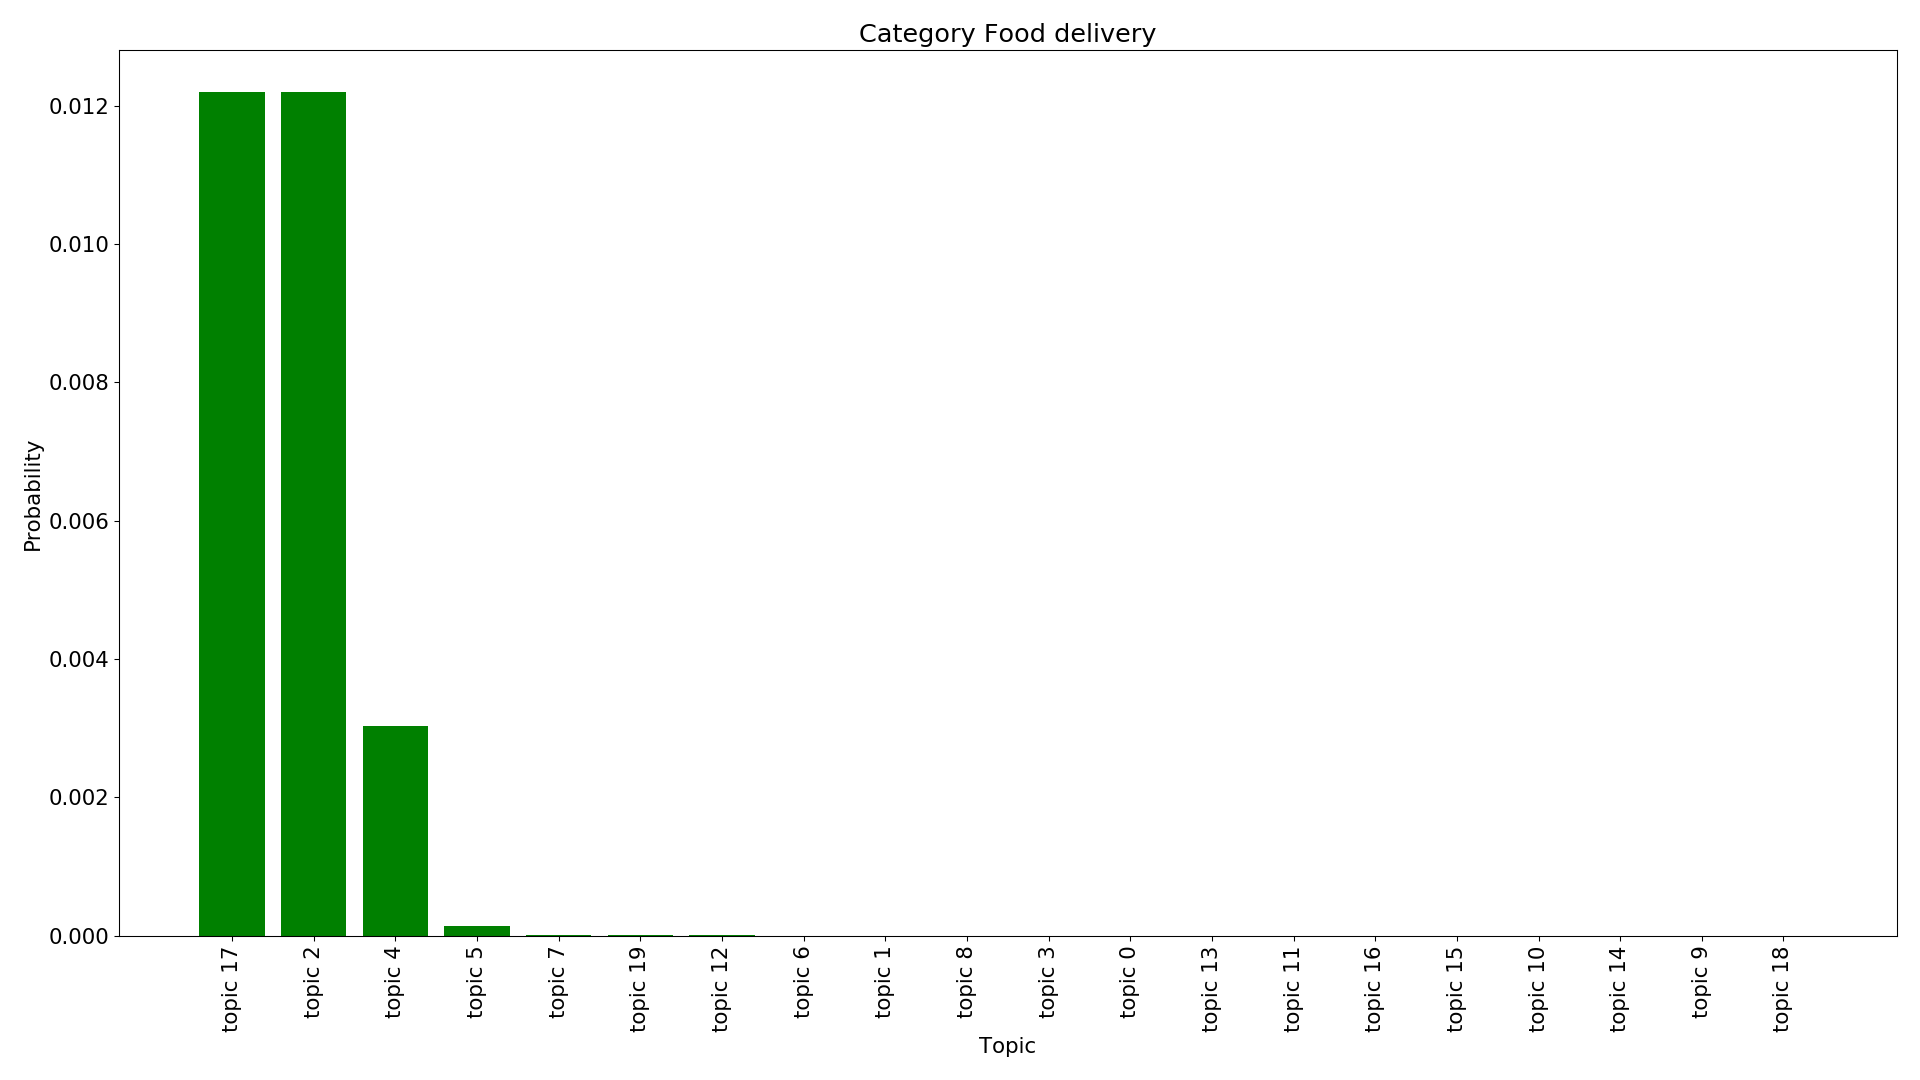 Category Food delivery
Probability
0.012
0.010
0.008
0.006
0.004
0.002
0.000
topic 17
topic 2
topic 4
topic 5
topic 7
topic 19
topic 12
topic 6
topic 1
topic 8
topic 3
topic 0
topic 13
topic 11
topic 16
topic 15
topic 10
topic 14
topic 9
topic 18
Topic